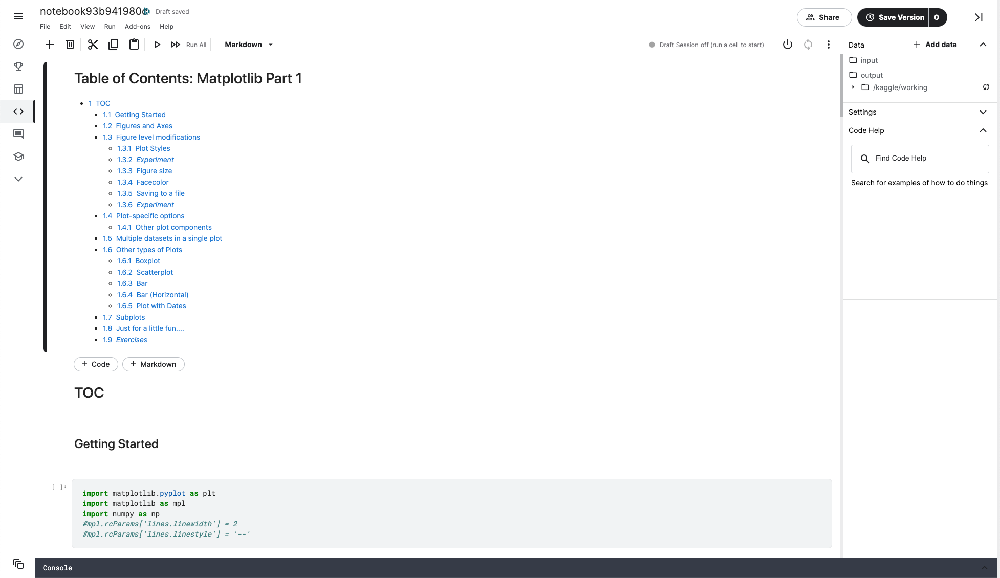 notebook93b941980c
Draft saved
File Edit View Run Add-ons Help
Share
Save Version 0
Run All
Markdown
Draft Session off (run a cell to start)
Data
+ Add data
input
output
/kaggle/working
Settings
Code Help
Find Code Help
Search for examples of how to do things
Table of Contents: Matplotlib Part 1
1 TOC
1.1 Getting Started
1.2 Figures and Axes
1.3 Figure level modifications
1.3.1 Plot Styles
1.3.2 Experiment
1.3.3 Figure size
1.3.4 Facecolor
1.3.5 Saving to a file
1.3.6 Experiment
1.4 Plot-specific options
1.4.1 Other plot components
1.5 Multiple datasets in a single plot
1.6 Other types of Plots
1.6.1 Boxplot
1.6.2 Scatterplot
1.6.3 Bar
1.6.4 Bar (Horizontal)
1.6.5 Plot with Dates
1.7 Subplots
1.8 Just for a little fun....
1.9 Exercises
+ Code + Markdown
TOC
Getting Started
[ ]:
import matplotlib.pyplot as plt
import matplotlib as mpl
import numpy as np
#mpl.rcParams['lines.linewidth'] = 2
#mpl.rcParams['lines.linestyle'] = '--'
Console